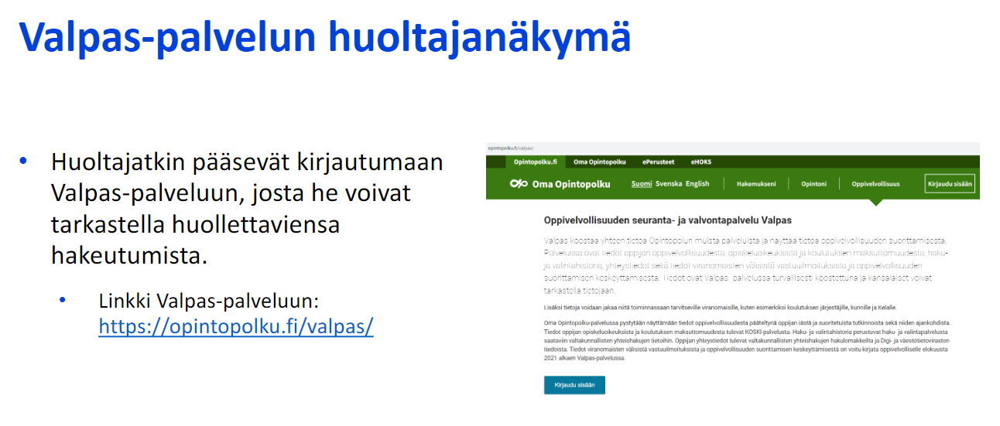 Valpas-palvelun huoltajanäkymä
• Huoltajatkin pääsevät kirjautumaan
Valpas-palveluun, josta he voivat
tarkastella huollettaviensa
hakeutumista.
• Linkki Valpas-palveluun:
https://opintopolku.fi/valpas/
opintopolku.fi/valpas/
Opintopolku.fi Oma Opintopolku ePerusteet eHOKS
Oma Opintopolku Suomi Svenska English Hakemukseni Opintoni Oppivelvollisuus Kirjaudu sisään
Oppivelvollisuuden seuranta- ja valvontapalvelu Valpas
Valpas koostaa yhteen tietoa Opintopolun muista palveluista ja näyttää tietoa oppivelvollisuuden suorittamisesta.
Palvelussa ovat tiedot oppijan oppivelvollisuudesta, opiskeluoikeuksista ja koulutuksen maksuttomuudesta, haku-
ja valintahistoria, yhteystiedot sekä tiedot viranomaisten välisistä vastuuilmoituksista ja oppivelvollisuuden
suorittamisen keskeyttämisestä. Tiedot ovat Valpas -palvelussa turvallisesti koostettuna ja kansalaiset voivat
tarkastella tietojaan.
Lisäksi tietoja voidaan jakaa niitä toiminnassaan tarvitseville viranomaisille, kuten esimerkiksi koulutuksen järjestäjille, kunnille ja Kelalle.
Oma Opintopolku-palvelussa pystytään näyttämään tiedot oppivelvollisuudesta pääteltynä oppijan iästä ja suoritetuista tutkinnoista sekä niiden ajankohdista.
Tiedot oppijan opiskeluoikeuksista ja koulutuksen maksuttomuudesta tulevat KOSKI-palvelusta. Haku- ja valintahistoria perustuvat haku- ja valintapalvelusta
saataviin valtakunnallisten yhteishakujen tietoihin. Oppijan yhteystiedot tulevat valtakunnallisten yhteishakujen hakulomakkeilta ja Digi- ja väestötietoviraston
tiedoista. Tiedot viranomaisten välisistä vastuuilmoituksista ja oppivelvollisuuden suorittamisen keskeyttämisestä on voitu kirjata oppivelvolliselle elokuusta
2021 alkaen Valpas-palvelussa.
Kirjaudu sisään